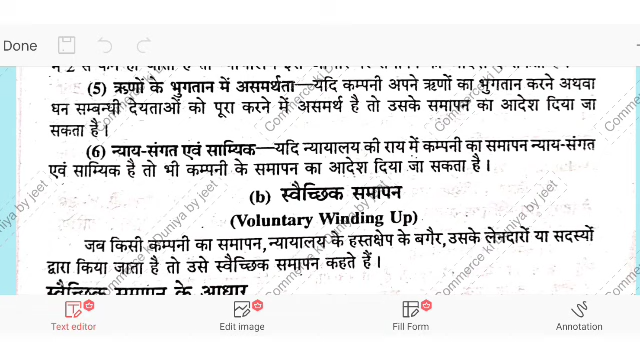 Done
(5) ऋणों के भुगतान में असमर्थता—यदि कम्पनी अपने ऋणों का भुगतान करने अथवा
धन सम्बन्धी देयताओं को पूरा करने में असमर्थ है तो उसके समापन का आदेश दिया जा
सकता है।
(6) न्याय-संगत एवं साम्यिक—यदि न्यायालय की राय में कम्पनी का समापन न्याय-संगत
एवं साम्यिक है तो भी कम्पनी के समापन का आदेश दिया जा सकता है।
(b) स्वैच्छिक समापन
(Voluntary Winding Up)
जब किसी कम्पनी का समापन, न्यायालय के हस्तक्षेप के बगैर, उसके लेनदारों या सदस्यों
द्वारा किया जाता है तो उसे स्वैच्छिक समापन कहते हैं।
स्वैच्छिक समापन के आधार
Text editor
Edit image
Fill Form
Annotation